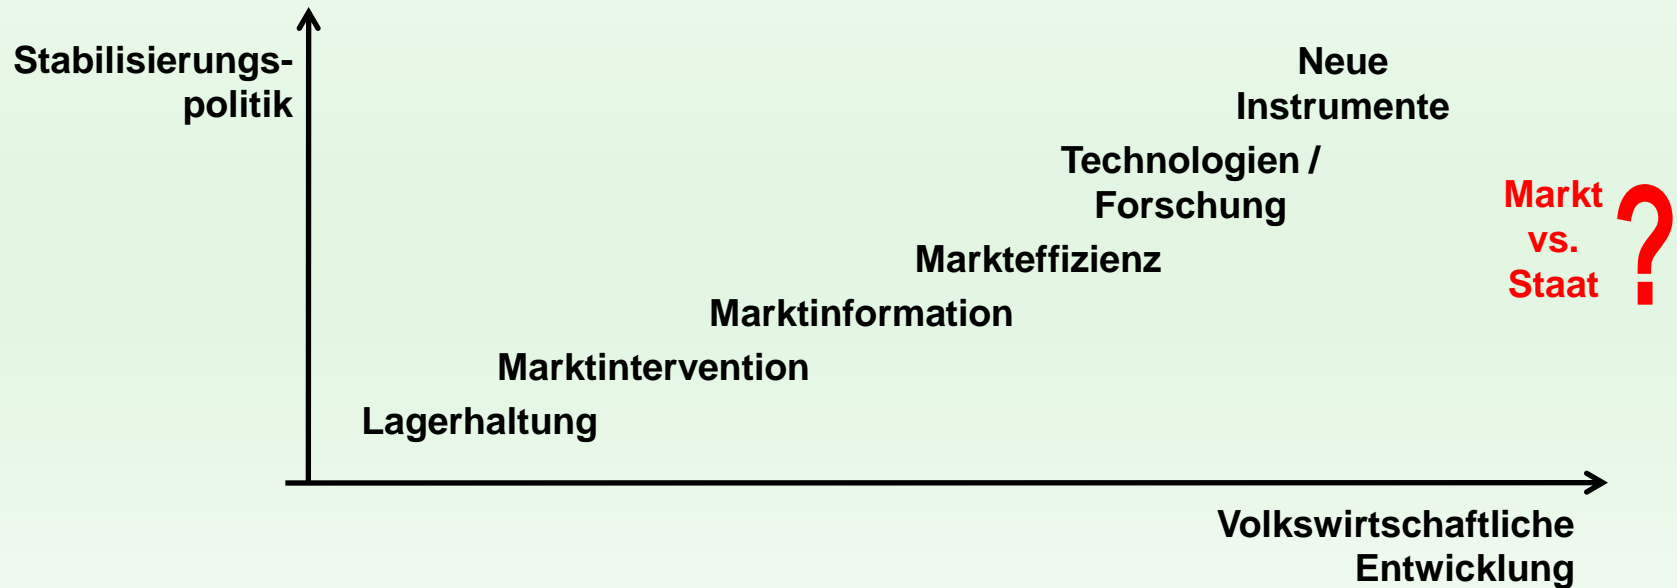 Stabilisierungs-
politik
Neue
Instrumente
Technologien /
Forschung
Markt
vs.
Staat
?
Markteffizienz
Marktinformation
Marktintervention
Lagerhaltung
Volkswirtschaftliche
Entwicklung